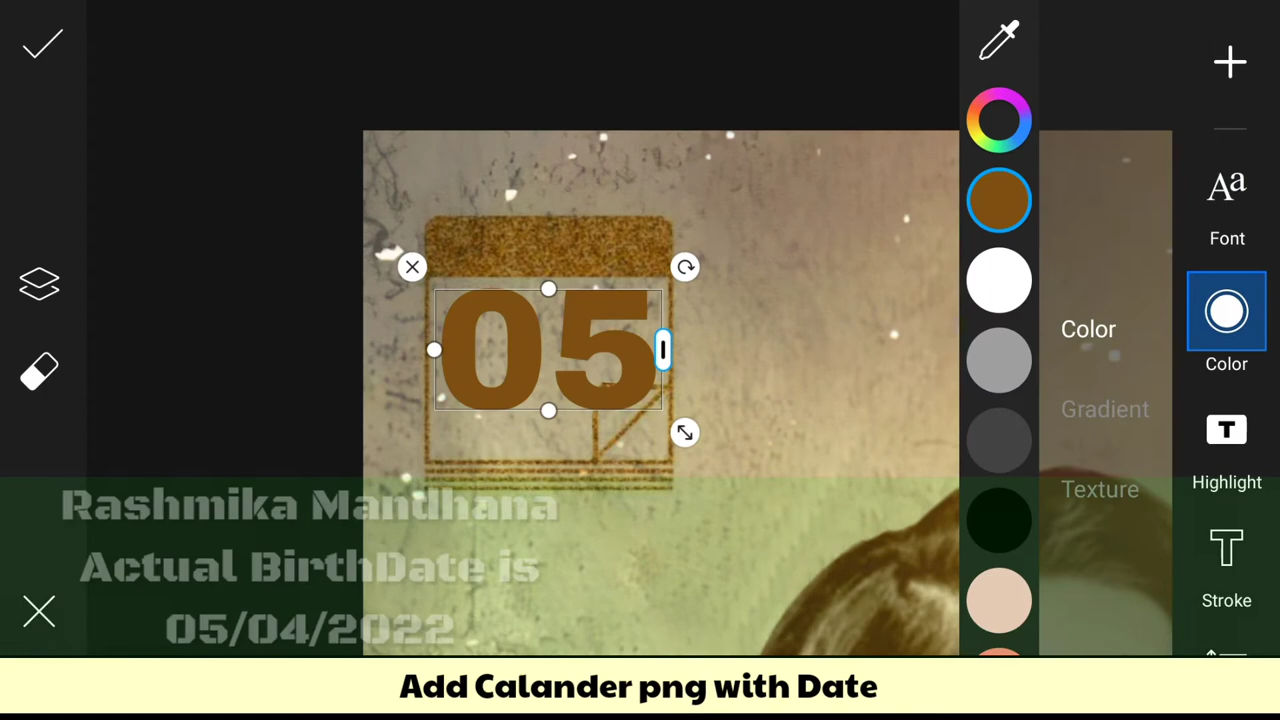 Aa
Font
05
Color
Color
Gradient
T
Highlight
Texture
T
Stroke
Rashmika Mandhana
Actual BirthDate is
05/04/2022
Add Calander png with Date